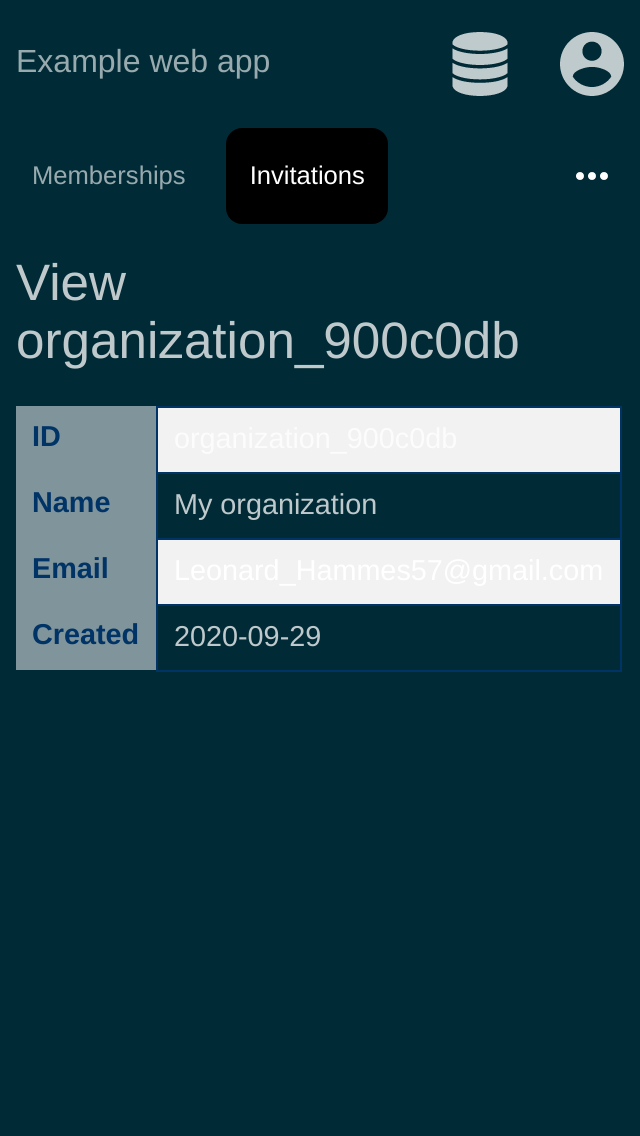 Example web app
Memberships Invitations
View
organization_900c0db
ID organization_900c0db
Name My organization
Email Leonard_Hammes57@gmail.com
Created 2020-09-29